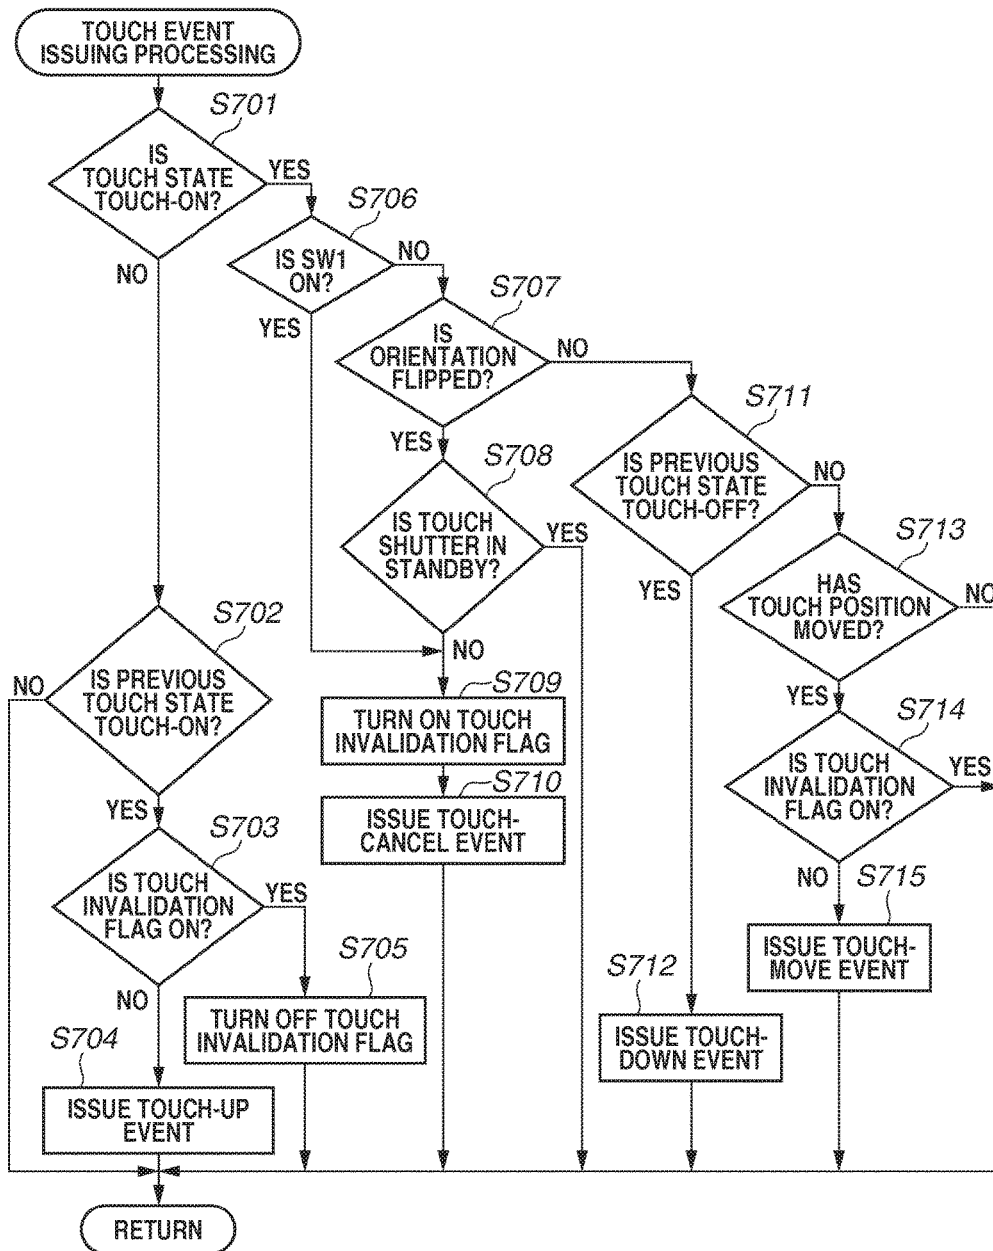 TOUCH EVENT
ISSUING PROCESSING
S701
IS
TOUCH STATE
TOUCH-ON?
YES
NO
S706
IS SW1
ON?
NO
YES
S707
IS
ORIENTATION
FLIPPED?
NO
YES
S708
IS TOUCH
SHUTTER IN
STANDBY?
YES
NO
S711
IS PREVIOUS
TOUCH STATE
TOUCH-OFF?
NO
YES
S713
HAS
TOUCH POSITION
MOVED?
NO
YES
S702
IS PREVIOUS
TOUCH STATE
TOUCH-ON?
NO
YES
S709
TURN ON TOUCH
INVALIDATION FLAG
S710
ISSUE TOUCH-
CANCEL EVENT
S714
IS TOUCH
INVALIDATION
FLAG ON?
YES
NO
S703
IS TOUCH
INVALIDATION
FLAG ON?
YES
NO
S715
ISSUE TOUCH-
MOVE EVENT
S705
TURN OFF TOUCH
INVALIDATION FLAG
S712
ISSUE TOUCH-
DOWN EVENT
S704
ISSUE TOUCH-UP
EVENT
RETURN